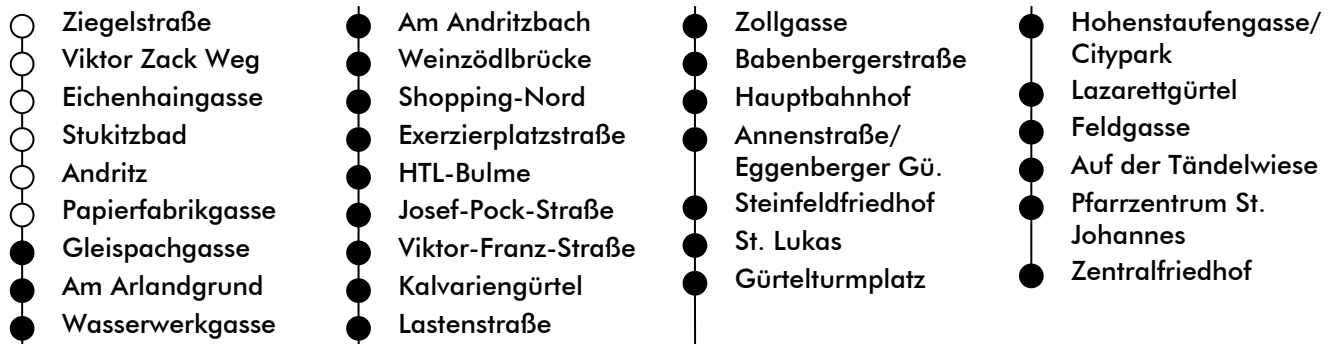 Ziegelstraße
Viktor Zack Weg
Eichenhaingasse
Stukitzbad
Andritz
Papierfabrikgasse
Gleispachgasse
Am Arlandgrund
Wasserwerkgasse
Am Andritzbach
Weinzödlbrücke
Shopping-Nord
Exerzierplatzstraße
HTL-Bulme
Josef-Pock-Straße
Viktor-Franz-Straße
Kalvariengürtel
Lastenstraße
Zollgasse
Babenbergerstraße
Hauptbahnhof
Annenstraße/
Eggenberger Gü.
Steinfeldfriedhof
St. Lukas
Gürtelturmplatz
Hohenstaufengasse/
Citypark
Lazarettgürtel
Feldgasse
Auf der Tändelwiese
Pfarrzentrum St.
Johannes
Zentralfriedhof